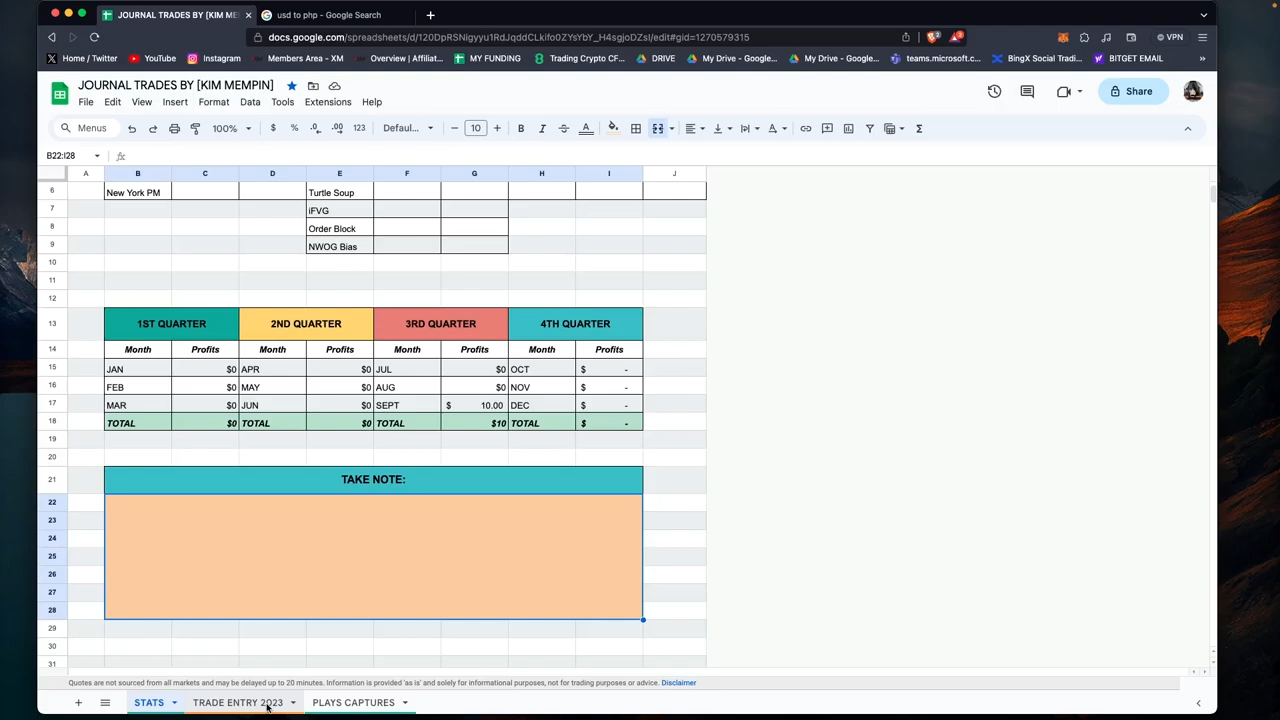 JOURNAL TRADES BY [KIM MEM
usd to php - Google Search
docs.google.com/spreadsheets/d/120DpRSNigyyu1RdJqddCLkifo0ZYsYbY_H4sgjoDZsI/edit#gid=1270579315
VPN
Home / Twitter YouTube Instagram Members Area - XM Overview | Affiliat... MY FUNDING Trading Crypto CF... DRIVE My Drive - Google... My Drive - Googl... teams.microsoft.c... BingX Social Tradi... BITGET EMAIL
JOURNAL TRADES BY [KIM MEMPIN]
File Edit View Insert Format Data Tools Extensions Help
Share
Menus 100% $ % .0 .00 123 Defaul... 10 B I S A
B22:I28 fx
A B C D E F G H I J
6 New York PM Turtle Soup
7 iFVG
8 Order Block
9 NWOG Bias
10
11
12
13 1ST QUARTER 2ND QUARTER 3RD QUARTER 4TH QUARTER
14 Month Profits Month Profits Month Profits Month Profits
15 JAN $0 APR $0 JUL $0 OCT $ -
16 FEB $0 MAY $0 AUG $0 NOV $ -
17 MAR $0 JUN $0 SEPT $ 10.00 DEC $ -
18 TOTAL $0 TOTAL $0 TOTAL $10 TOTAL $ -
19
20
21 TAKE NOTE:
22
23
24
25
26
27
28
29
30
31
Quotes are not sourced from all markets and may be delayed up to 20 minutes. Information is provided 'as is' and solely for informational purposes, not for trading purposes or advice. Disclaimer
STATS TRADE ENTRY 2023 PLAYS CAPTURES